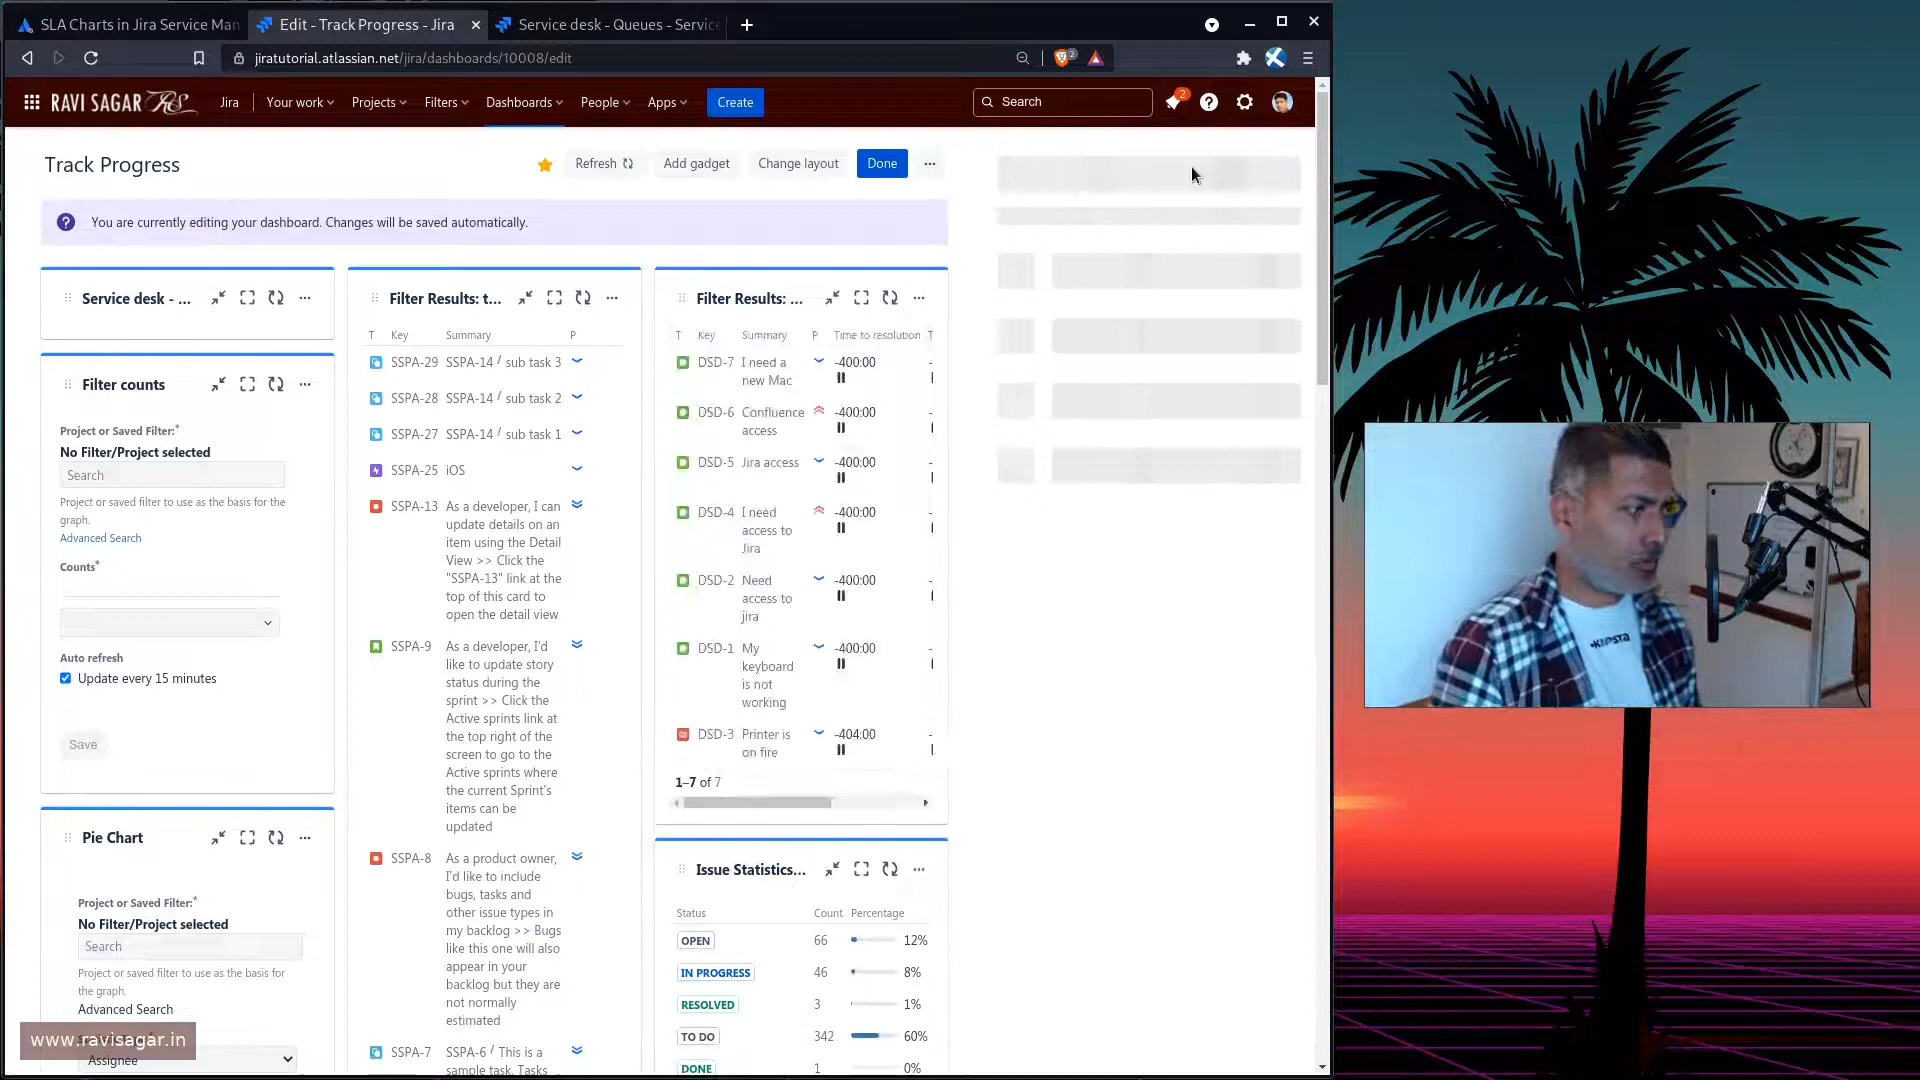 SLA Charts in Jira Service Man
Edit - Track Progress - Jira
Service desk - Queues - Service
jiratutorial.atlassian.net/jira/dashboards/10008/edit
2
RAVI SAGAR RS
Jira
Your work
Projects
Filters
Dashboards
People
Apps
Create
Search
2
Track Progress
Refresh
Add gadget
Change layout
Done
You are currently editing your dashboard. Changes will be saved automatically.
Service desk - ...
Filter counts
Project or Saved Filter:*
No Filter/Project selected
Search
Project or saved filter to use as the basis for the
graph.
Advanced Search
Counts*
Auto refresh
Update every 15 minutes
Save
Pie Chart
Project or Saved Filter:*
No Filter/Project selected
Search
Project or saved filter to use as the basis for
the graph.
Advanced Search
Assignee
www.ravisagar.in
Filter Results: t...
T Key Summary P
SSPA-29 SSPA-14 / sub task 3
SSPA-28 SSPA-14 / sub task 2
SSPA-27 SSPA-14 / sub task 1
SSPA-25 iOS
SSPA-13 As a developer, I can
update details on an
item using the Detail
View >> Click the
"SSPA-13" link at the
top of this card to
open the detail view
SSPA-9 As a developer, I'd
like to update story
status during the
sprint >> Click the
Active sprints link at
the top right of the
screen to go to the
Active sprints where
the current Sprint's
items can be
updated
SSPA-8 As a product owner,
I'd like to include
bugs, tasks and
other issue types in
my backlog >> Bugs
like this one will also
appear in your
backlog but they are
not normally
estimated
SSPA-7 SSPA-6 / This is a
sample task. Tasks
Filter Results: ...
T Key Summary P Time to resolution T
DSD-7 I need a
new Mac
-400:00
DSD-6 Confluence
access
-400:00
DSD-5 Jira access
-400:00
DSD-4 I need
access to
Jira
-400:00
DSD-2 Need
access to
jira
-400:00
DSD-1 My
keyboard
is not
working
-400:00
DSD-3 Printer is
on fire
-404:00
1–7 of 7
Issue Statistics...
Status Count Percentage
OPEN 66 12%
IN PROGRESS 46 8%
RESOLVED 3 1%
TO DO 342 60%
DONE 1 0%